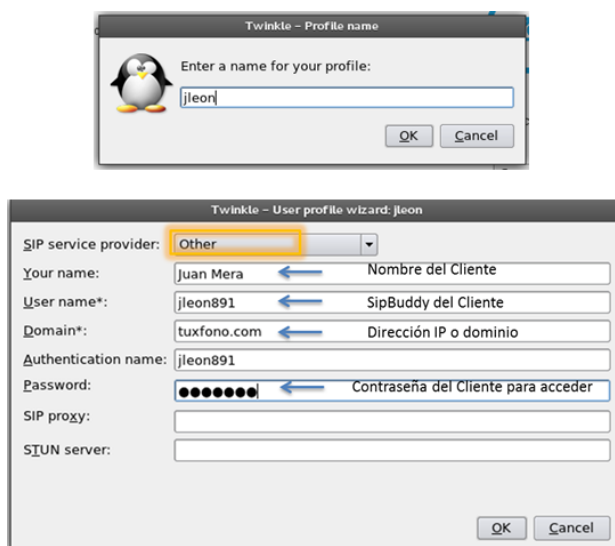 Twinkle – Profile name
Enter a name for your profile:
jleon
OK Cancel
Twinkle – User profile wizard: jleon
SIP service provider: Other
Your name: Juan Mera Nombre del Cliente
User name*: jleon891 SipBuddy del Cliente
Domain*: tuxfono.com Dirección IP o dominio
Authentication name: jleon891
Password: ●●●●●●● Contraseña del Cliente para acceder
SIP proxy:
STUN server:
OK Cancel